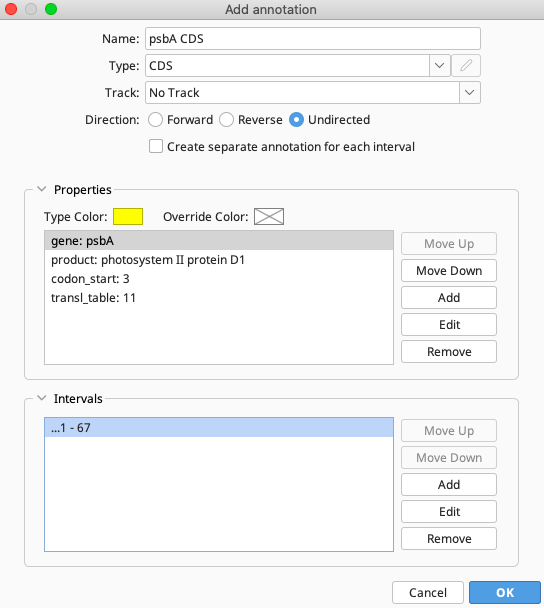 Add annotation
Name: psbA CDS
Type: CDS
Track: No Track
Direction: Forward Reverse Undirected
Create separate annotation for each interval
Properties
Type Color: Override Color:
gene: psbA
product: photosystem II protein D1
codon_start: 3
transl_table: 11
Move Up
Move Down
Add
Edit
Remove
Intervals
...1 - 67
Move Up
Move Down
Add
Edit
Remove
Cancel OK